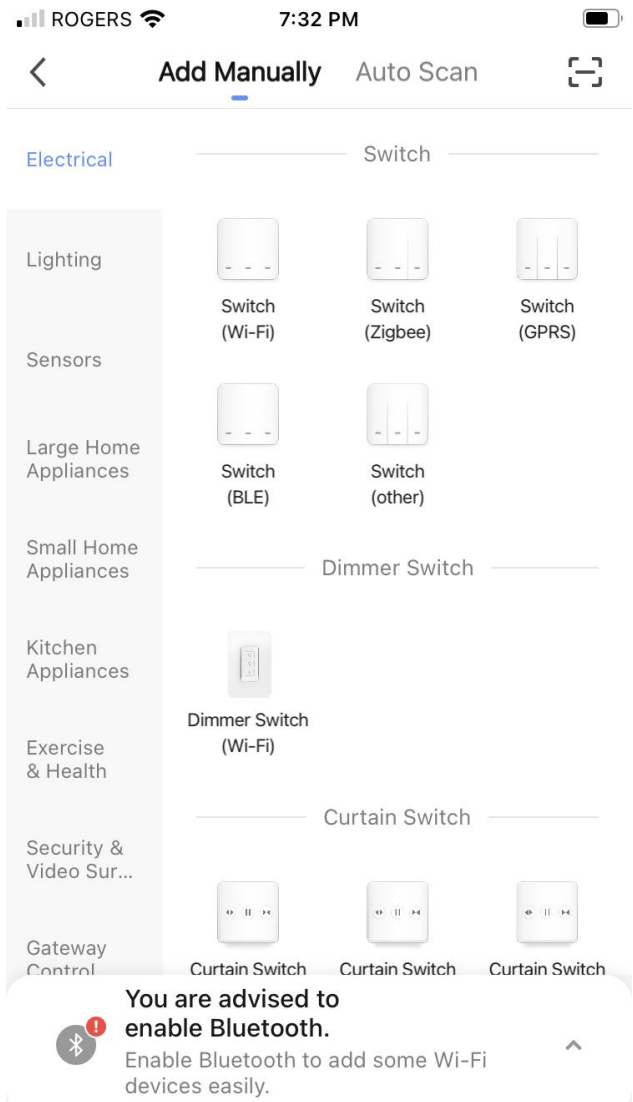 ROGERS 7:32 PM
Add Manually Auto Scan
Electrical
Lighting
Sensors
Large Home
Appliances
Small Home
Appliances
Kitchen
Appliances
Exercise
& Health
Security &
Video Sur...
Gateway
Control
Switch
Switch Switch Switch
(Wi-Fi) (Zigbee) (GPRS)
Switch Switch
(BLE) (other)
Dimmer Switch
Dimmer Switch
(Wi-Fi)
Curtain Switch
Curtain Switch Curtain Switch Curtain Switch
You are advised to
enable Bluetooth.
Enable Bluetooth to add some Wi-Fi
devices easily.